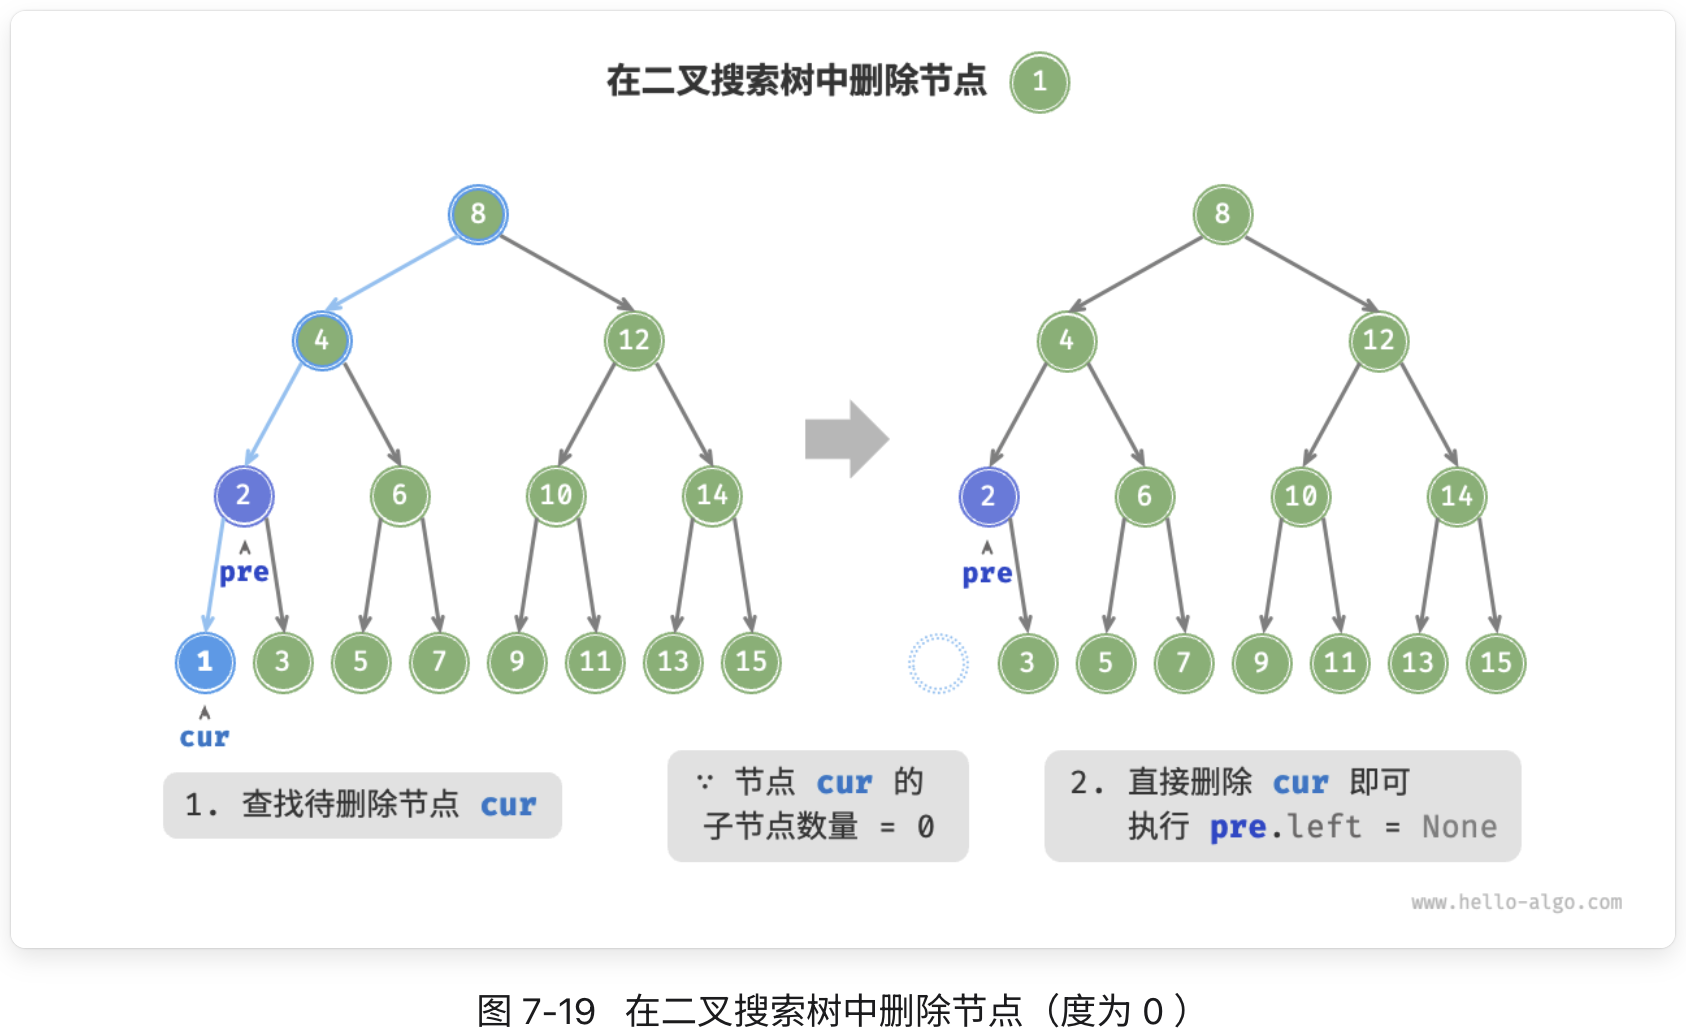 在二叉搜索树中删除节点 1
8
8
4
12
4
12
2
6
10
14
2
6
10
14
pre
pre
1
3
5
7
9
11
13
15
3
5
7
9
11
13
15
cur
1. 查找待删除节点 cur
∵ 节点 cur 的
子节点数量 = 0
2. 直接删除 cur 即可
执行 pre.left = None
www.hello-algo.com
图 7-19 在二叉搜索树中删除节点（度为 0 ）